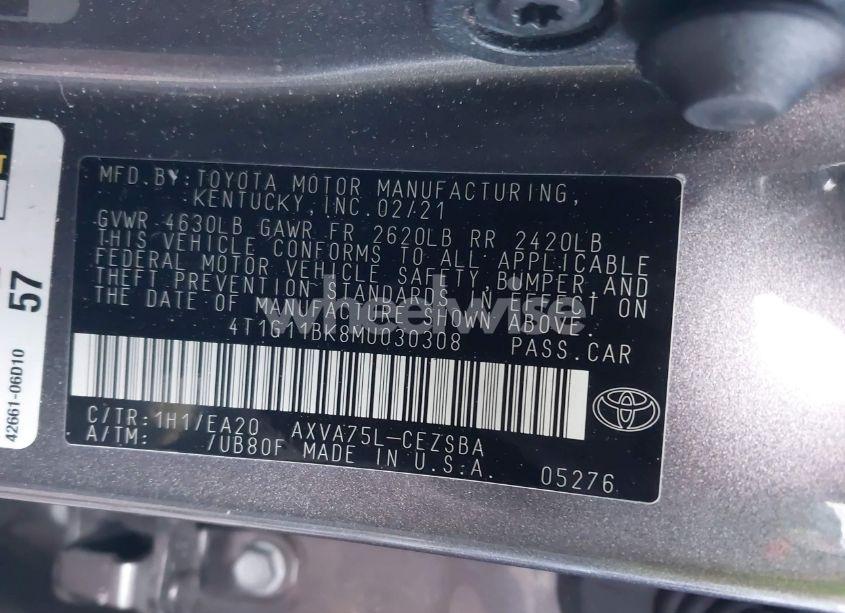 MFD.BY:TOYOTA MOTOR MANUFACTURING,
KENTUCKY,INC.02/21
GVWR 4630LB GAWR FR 2620LB RR 2420LB
THIS VEHICLE CONFORMS TO ALL APPLICABLE
FEDERAL MOTOR VEHICLE SAFETY,BUMPER AND
THEFT PREVENTION STANDARDS IN EFFECT ON
THE DATE OF MANUFACTURE SHOWN ABOVE.
wheelwise
4T1G11BK8MU030308 PASS.CAR
C/TR:1H1/EA20 AXVA75L-CEZSBA
A/TM: /UB80F MADE IN U.S.A. 05276
57
42661-06D10